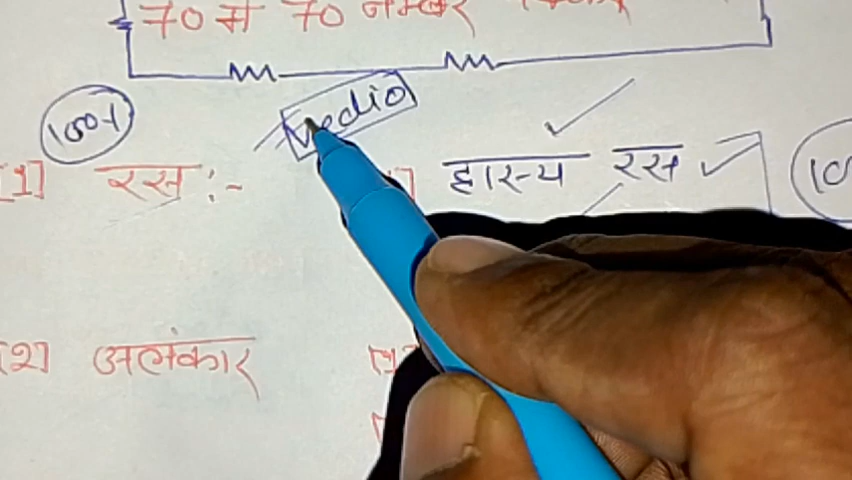 70 में 70 नम्बर
Vedio
100%
[1] रस :- हास्य रस
[2] अलंकार